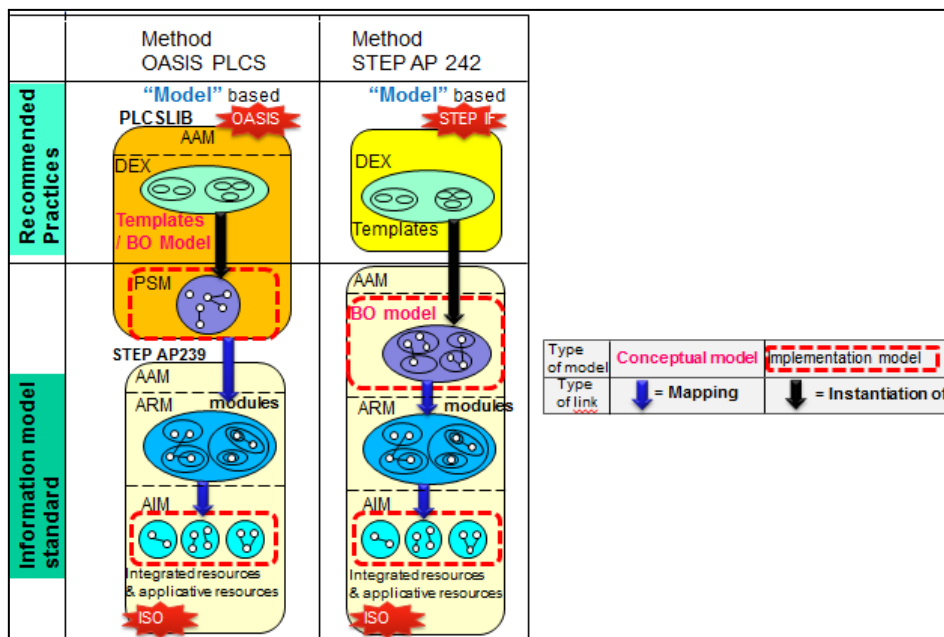 Method
OASIS PLCS
Method
STEP AP 242
Recommended
Practices
"Model" based
PLCSLIB
OASIS
AAM
DEX
Templates
/ BO Model
PSM
"Model" based
STEP IF
DEX
Templates
Information model
standard
STEP AP239
AAM
ARM
modules
AIM
Integrated resources
& applicative resources
ISO
AAM
BO model
ARM
modules
AIM
Integrated resources
& applicative resources
ISO
Type
of model
Conceptual model
mplementation model
Type
of link
= Mapping
= Instantiation of